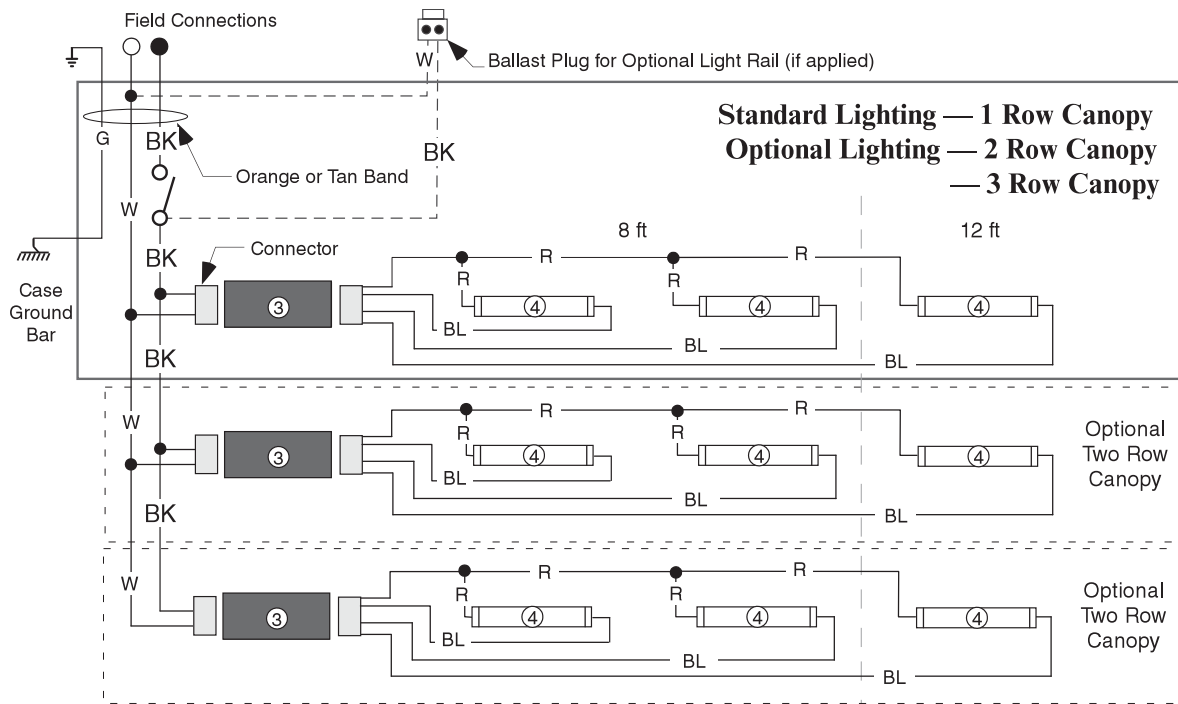 Field Connections
W
Ballast Plug for Optional Light Rail (if applied)
Standard Lighting — 1 Row Canopy
Optional Lighting — 2 Row Canopy
— 3 Row Canopy
G
BK
BK
Orange or Tan Band
W
8 ft
12 ft
BK
Connector
R
R
R
R
Case
Ground
Bar
3
4
4
4
BL
BL
BL
BK
W
R
R
R
R
3
4
4
4
BL
BL
BL
Optional
Two Row
Canopy
BK
W
R
R
R
R
3
4
4
4
BL
BL
BL
Optional
Two Row
Canopy